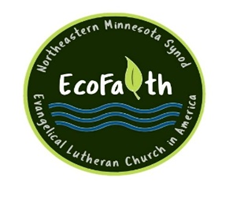 Northeastern Minnesota Synod
EcoFaith
Evangelical Lutheran Church in America